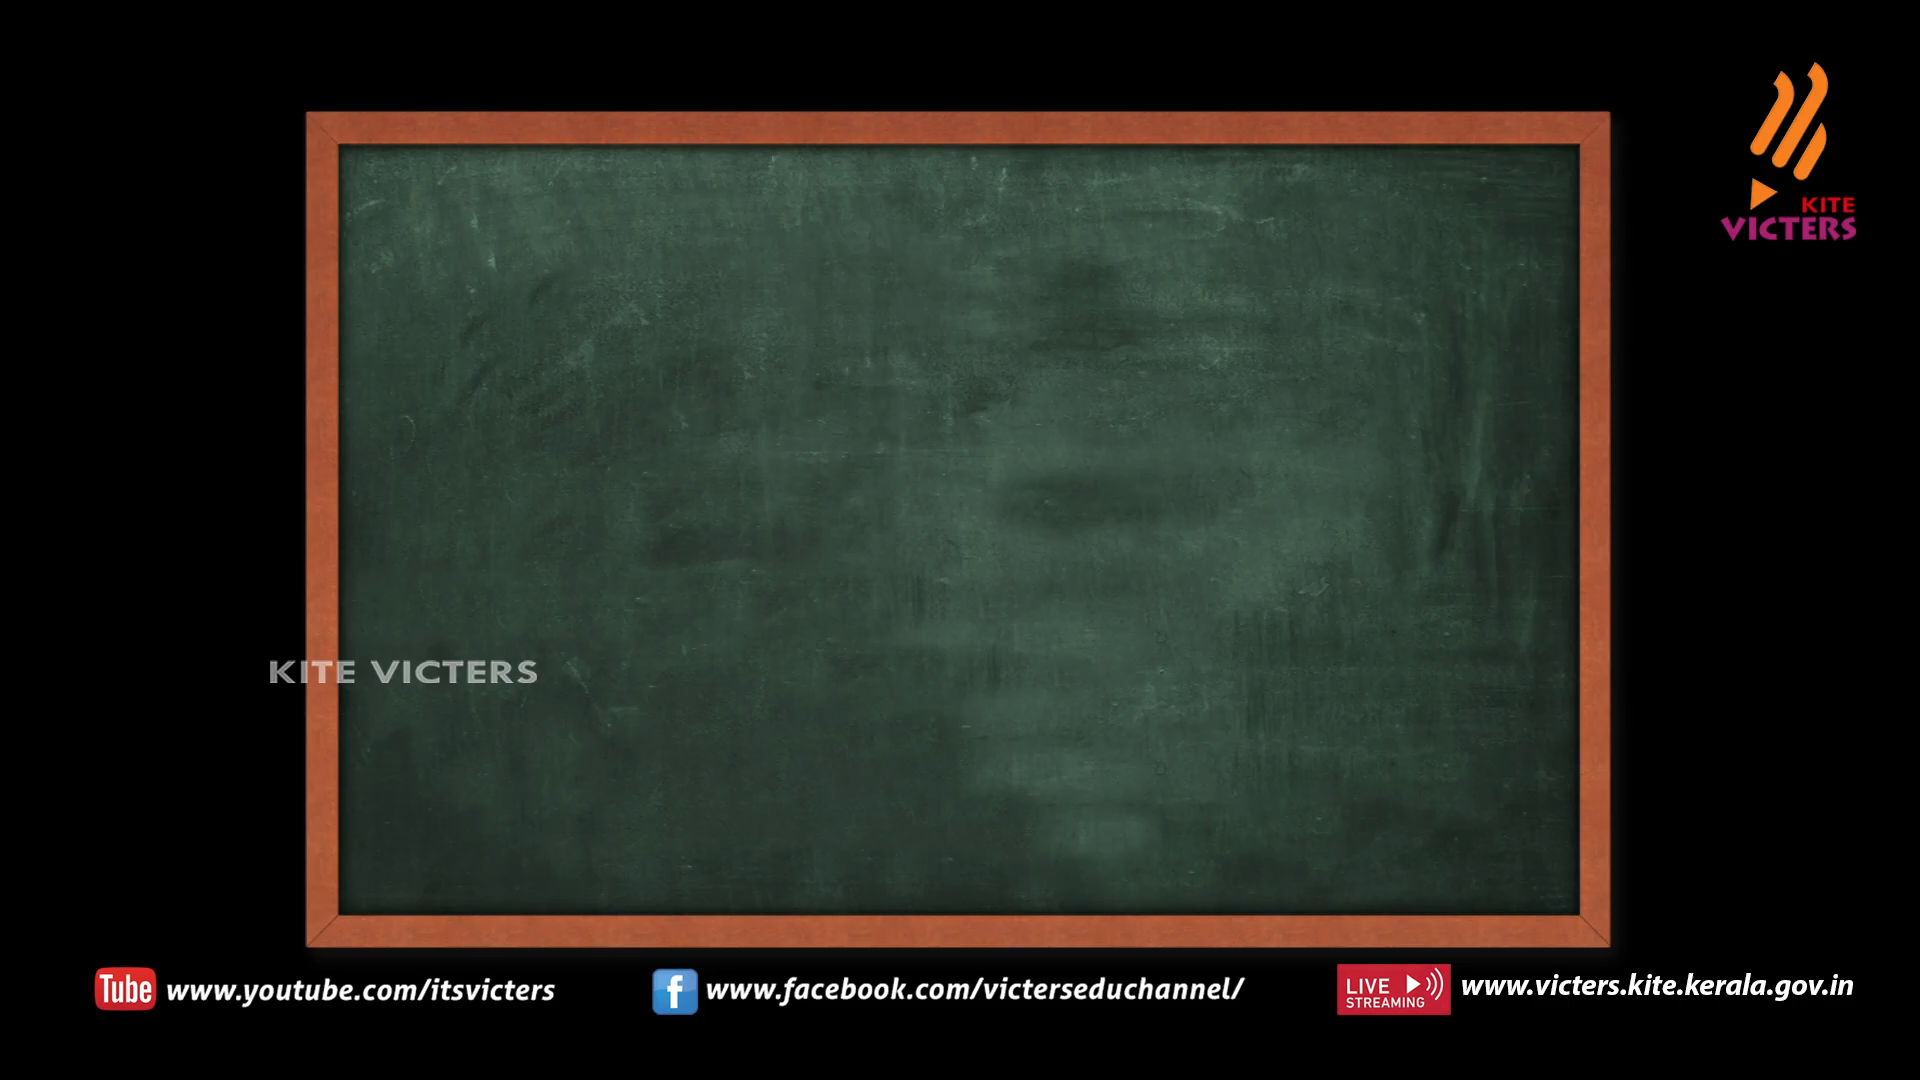 KITE
VICTERS
KITE VICTERS
Tube www.youtube.com/itsvicters
f www.facebook.com/victerseduchannel/
LIVE
STREAMING
www.victers.kite.kerala.gov.in